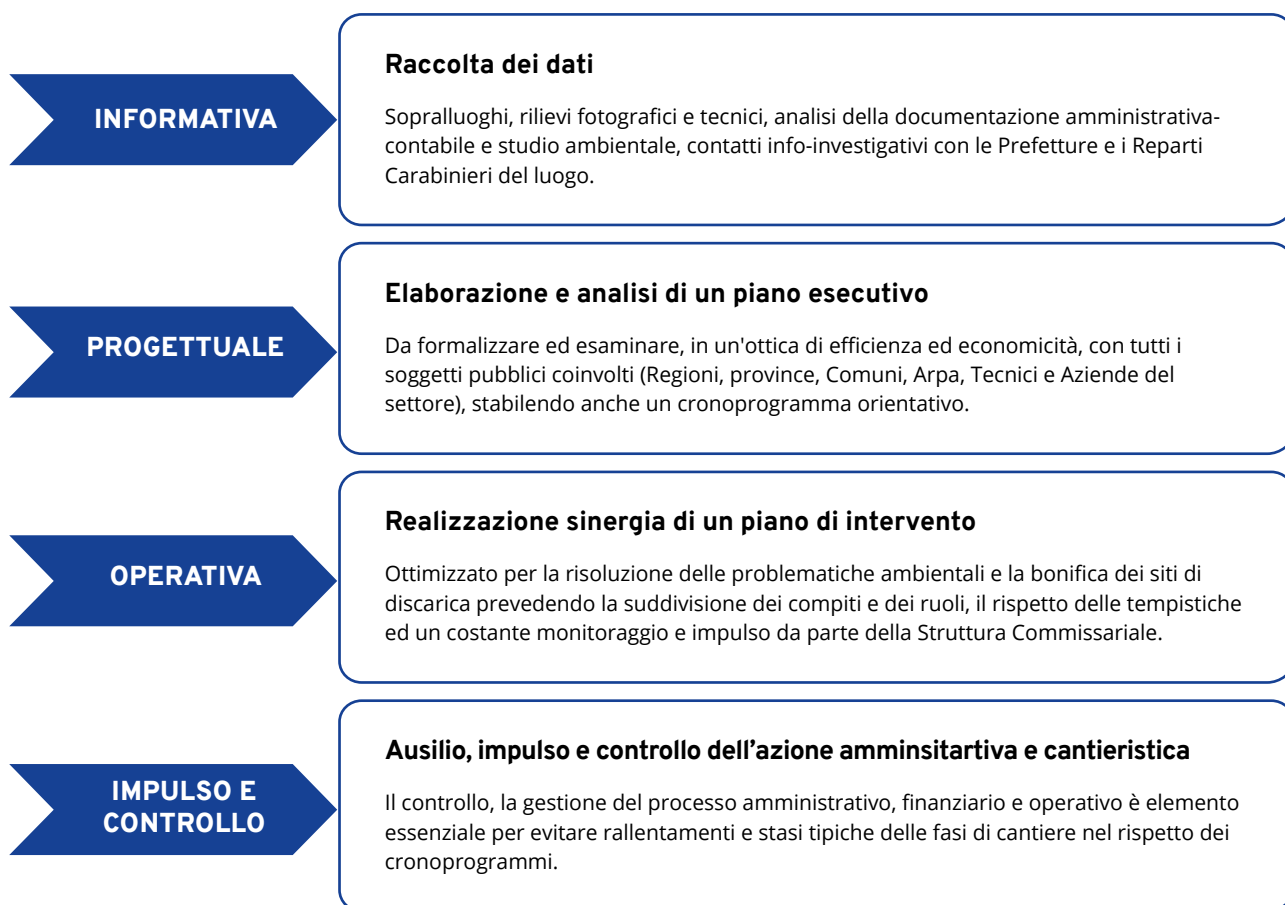 INFORMATIVA
Raccolta dei dati
Sopralluoghi, rilievi fotografici e tecnici, analisi della documentazione amministrativa-
contabile e studio ambientale, contatti info-investigativi con le Prefetture e i Reparti
Carabinieri del luogo.
PROGETTUALE
Elaborazione e analisi di un piano esecutivo
Da formalizzare ed esaminare, in un'ottica di efficienza ed economicità, con tutti i
soggetti pubblici coinvolti (Regioni, province, Comuni, Arpa, Tecnici e Aziende del
settore), stabilendo anche un cronoprogramma orientativo.
OPERATIVA
Realizzazione sinergia di un piano di intervento
Ottimizzato per la risoluzione delle problematiche ambientali e la bonifica dei siti di
discarica prevedendo la suddivisione dei compiti e dei ruoli, il rispetto delle tempistiche
ed un costante monitoraggio e impulso da parte della Struttura Commissariale.
IMPULSO E
CONTROLLO
Ausilio, impulso e controllo dell'azione amminsitartiva e cantieristica
Il controllo, la gestione del processo amministrativo, finanziario e operativo è elemento
essenziale per evitare rallentamenti e stasi tipiche delle fasi di cantiere nel rispetto dei
cronoprogrammi.